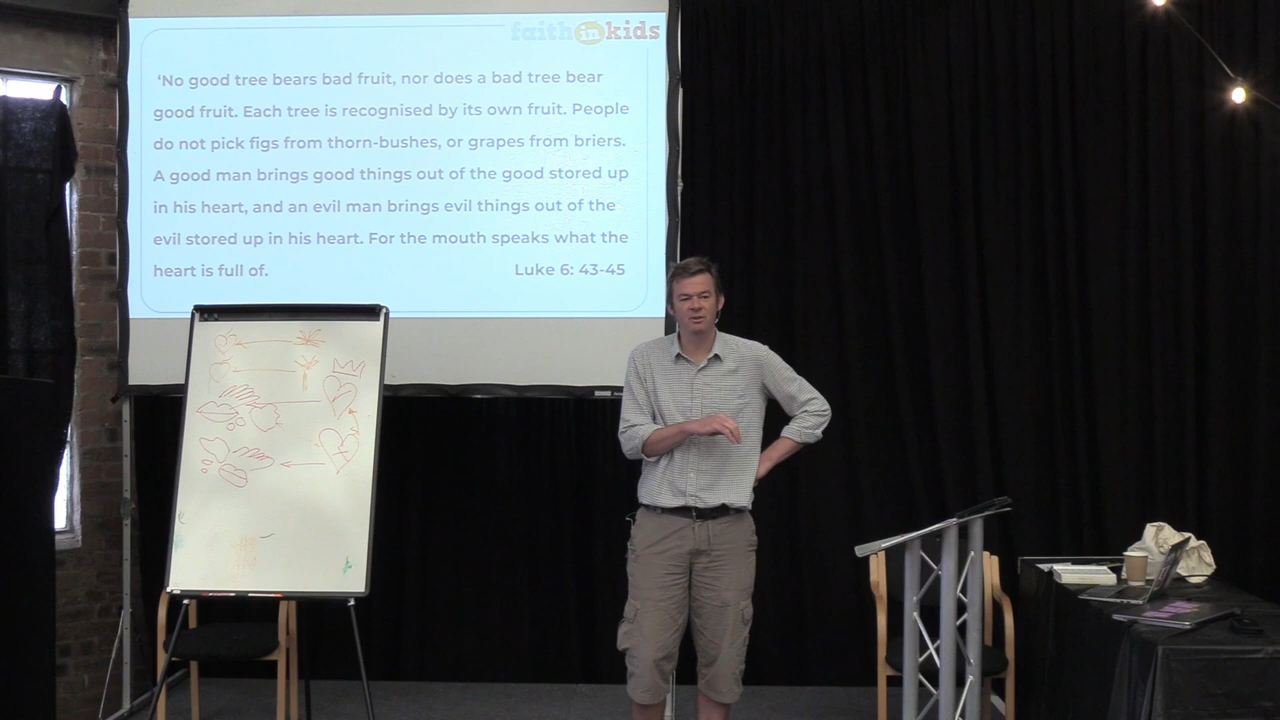 faith in kids
‘No good tree bears bad fruit, nor does a bad tree bear
good fruit. Each tree is recognised by its own fruit. People
do not pick figs from thorn-bushes, or grapes from briers.
A good man brings good things out of the good stored up
in his heart, and an evil man brings evil things out of the
evil stored up in his heart. For the mouth speaks what the
heart is full of. Luke 6: 43-45